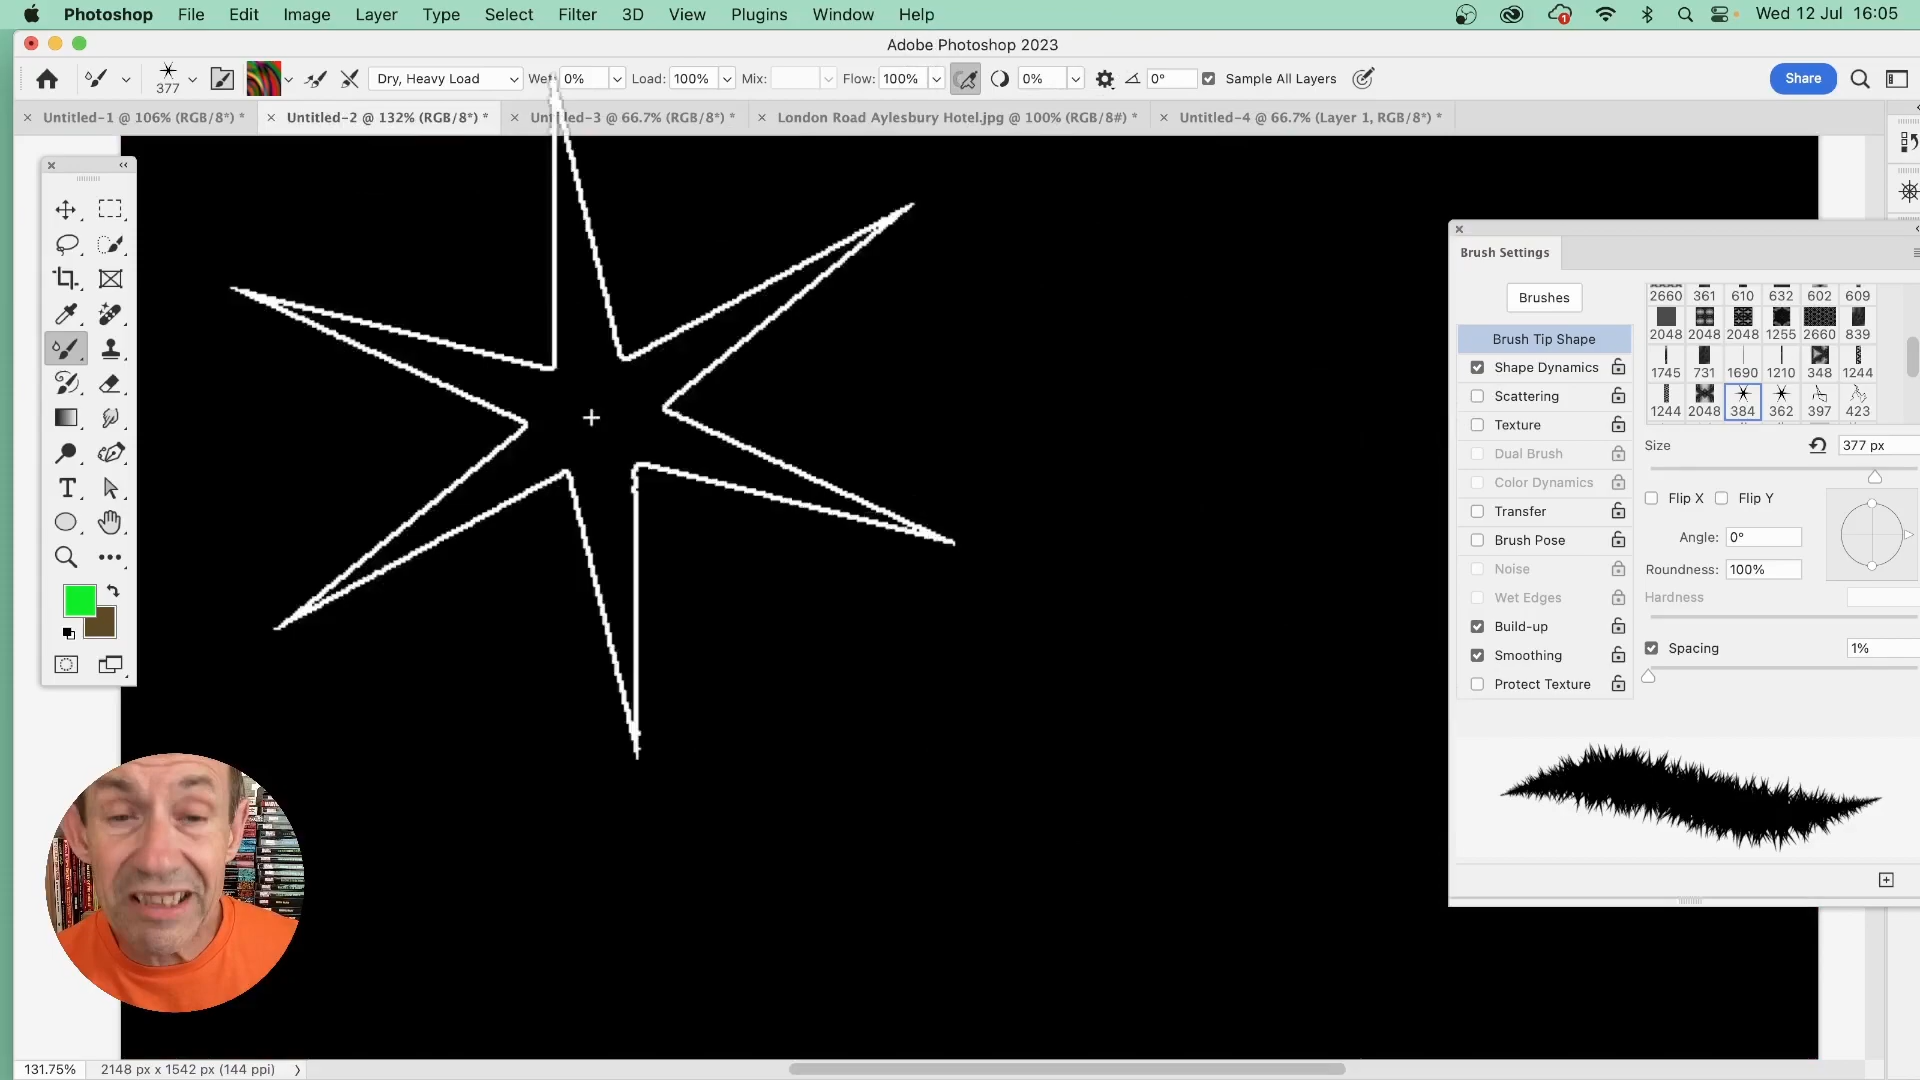 Photoshop File Edit Image Layer Type Select Filter 3D View Plugins Window Help 1 Wed 12 Jul 16:05
Adobe Photoshop 2023
377 Dry, Heavy Load Wet: 0% Load: 100% Mix: Flow: 100% 0% 0° Sample All Layers Share
Untitled-1 @ 106% (RGB/8*) * Untitled-2 @ 132% (RGB/8*) * Untitled-3 @ 66.7% (RGB/8*) * London Road Aylesbury Hotel.jpg @ 100% (RGB/8#) * Untitled-4 @ 66.7% (Layer 1, RGB/8*) *
Brush Settings
Brushes
Brush Tip Shape
Shape Dynamics
Scattering
Texture
Dual Brush
Color Dynamics
Transfer
Brush Pose
Noise
Wet Edges
Build-up
Smoothing
Protect Texture
2660 361 610 632 602 609
2048 2048 2048 1255 2660 839
1745 731 1690 1210 348 1244
1244 2048 384 362 397 423
Size 377 px
Flip X Flip Y
Angle: 0°
Roundness: 100%
Hardness
Spacing 1%
131.75% 2148 px x 1542 px (144 ppi)